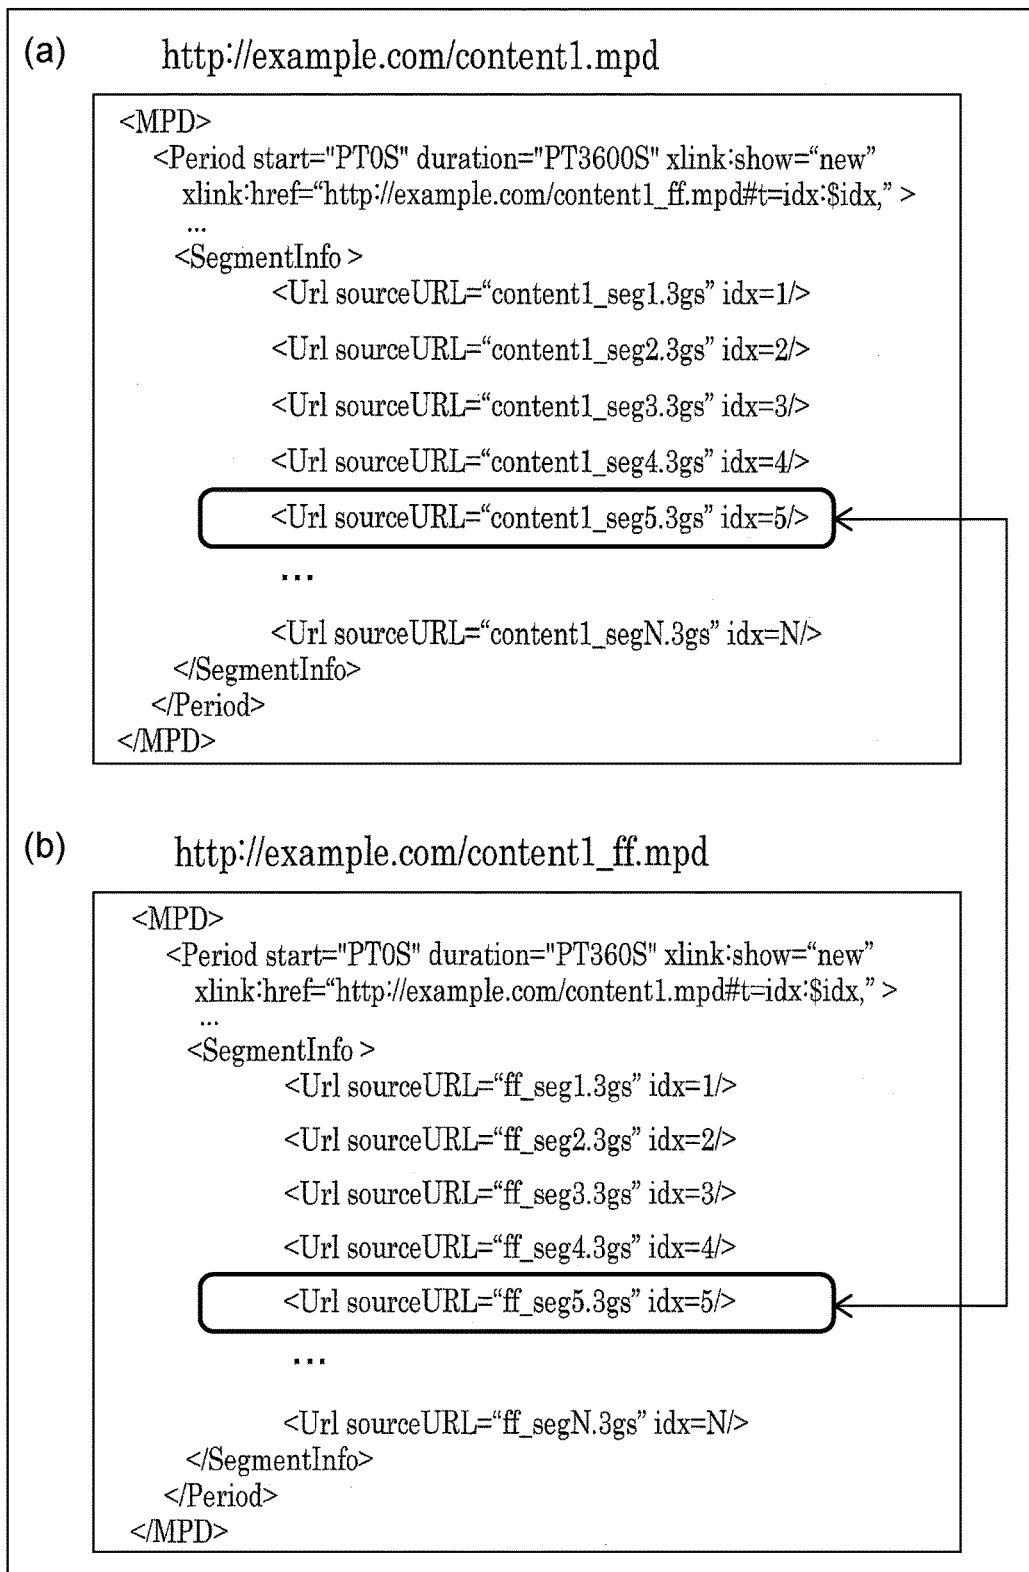 (a)
http://example.com/content1.mpd
<MPD>
<Period start="PT0S" duration="PT3600S" xlink:show=“new”
xlink:href=“http://example.com/content1_ff.mpd#t=idx:$idx,” >
...
<SegmentInfo >
<Url sourceURL=“content1_seg1.3gs” idx=1/>
<Url sourceURL=“content1_seg2.3gs” idx=2/>
<Url sourceURL=“content1_seg3.3gs” idx=3/>
<Url sourceURL=“content1_seg4.3gs” idx=4/>
<Url sourceURL=“content1_seg5.3gs” idx=5/>
...
<Url sourceURL=“content1_segN.3gs” idx=N/>
</SegmentInfo>
</Period>
</MPD>
(b)
http://example.com/content1_ff.mpd
<MPD>
<Period start="PT0S" duration="PT360S" xlink:show=“new”
xlink:href=“http://example.com/content1.mpd#t=idx:$idx,” >
...
<SegmentInfo >
<Url sourceURL=“ff_seg1.3gs” idx=1/>
<Url sourceURL=“ff_seg2.3gs” idx=2/>
<Url sourceURL=“ff_seg3.3gs” idx=3/>
<Url sourceURL=“ff_seg4.3gs” idx=4/>
<Url sourceURL=“ff_seg5.3gs” idx=5/>
...
<Url sourceURL=“ff_segN.3gs” idx=N/>
</SegmentInfo>
</Period>
</MPD>